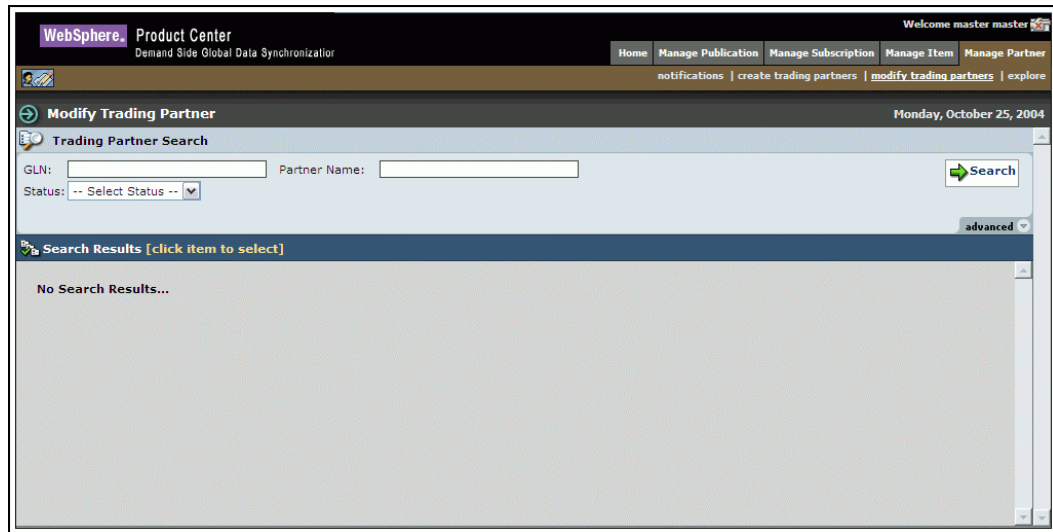 Welcome master master
WebSphere. Product Center
Demand Side Global Data Synchronization
Home Manage Publication Manage Subscription Manage Item Manage Partner
notifications | create trading partners | modify trading partners | explore
Modify Trading Partner Monday, October 25, 2004
Trading Partner Search
GLN: Partner Name: Search
Status: -- Select Status --
advanced
Search Results [click item to select]
No Search Results...